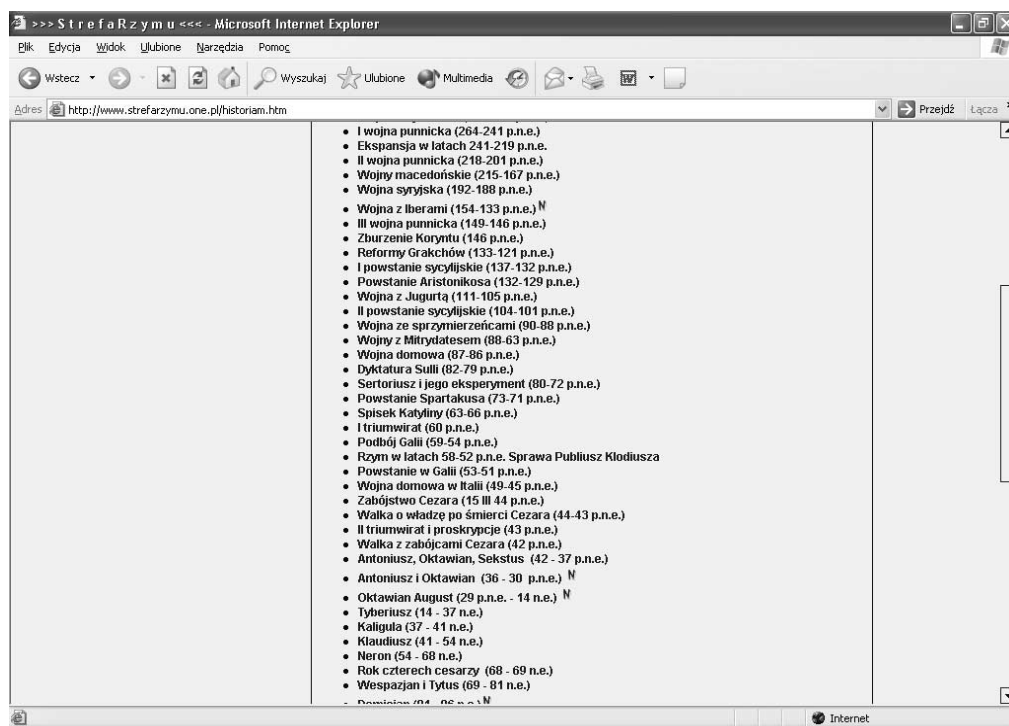 >>> S t r e f a R z y m u <<< - Microsoft Internet Explorer
Plik Edycja Widok Ulubione Narzędzia Pomoc
Wstecz Wyszukaj Ulubione Multimedia
Adres http://www.strefarzymu.one.pl/historiam.htm Przejdź Łącza
• I wojna punnicka (264-241 p.n.e.)
• Ekspansja w latach 241-219 p.n.e.
• II wojna punnicka (218-201 p.n.e.)
• Wojny macedońskie (215-167 p.n.e.)
• Wojna syryjska (192-188 p.n.e.)
• Wojna z Iberami (154-133 p.n.e.) N
• III wojna punnicka (149-146 p.n.e.)
• Zburzenie Koryntu (146 p.n.e.)
• Reformy Grakchów (133-121 p.n.e.)
• I powstanie sycylijskie (137-132 p.n.e.)
• Powstanie Aristonikosa (132-129 p.n.e.)
• Wojna z Jugurtą (111-105 p.n.e.)
• II powstanie sycylijskie (104-101 p.n.e.)
• Wojna ze sprzymierzeńcami (90-88 p.n.e.)
• Wojny z Mitrydatesem (88-63 p.n.e.)
• Wojna domowa (87-86 p.n.e.)
• Dyktatura Sulli (82-79 p.n.e.)
• Sertoriusz i jego eksperyment (80-72 p.n.e.)
• Powstanie Spartakusa (73-71 p.n.e.)
• Spisek Katyliny (63-66 p.n.e.)
• I triumwirat (60 p.n.e.)
• Podbój Galii (59-54 p.n.e.)
• Rzym w latach 58-52 p.n.e. Sprawa Publiusz Klodiusza
• Powstanie w Galii (53-51 p.n.e.)
• Wojna domowa w Italii (49-45 p.n.e.)
• Zabójstwo Cezara (15 III 44 p.n.e.)
• Walka o władzę po śmierci Cezara (44-43 p.n.e.)
• II triumwirat i proskrypcje (43 p.n.e.)
• Walka z zabójcami Cezara (42 p.n.e.)
• Antoniusz, Oktawian, Sekstus (42 - 37 p.n.e.)
• Antoniusz i Oktawian (36 - 30 p.n.e.) N
• Oktawian August (29 p.n.e. - 14 n.e.) N
• Tyberiusz (14 - 37 n.e.)
• Kaligula (37 - 41 n.e.)
• Klaudiusz (41 - 54 n.e.)
• Neron (54 - 68 n.e.)
• Rok czterech cesarzy (68 - 69 n.e.)
• Wespazjan i Tytus (69 - 81 n.e.)
Internet